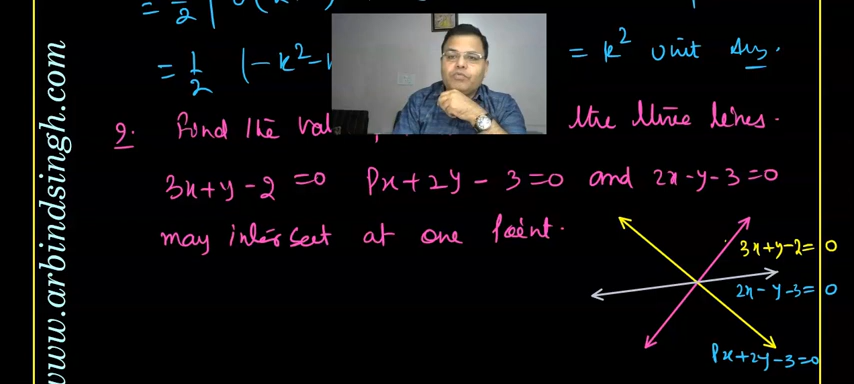 = 1/2
= 1/2 (-k²- = k² unit Ans.
9. Find the the three lines.
3x+y-2=0 Px+2y-3=0 and 2x-y-3=0
may intersect at one point.
3x+y-2=0
2x-y-3=0
Px+2y-3=0
www.arbindsingh.com